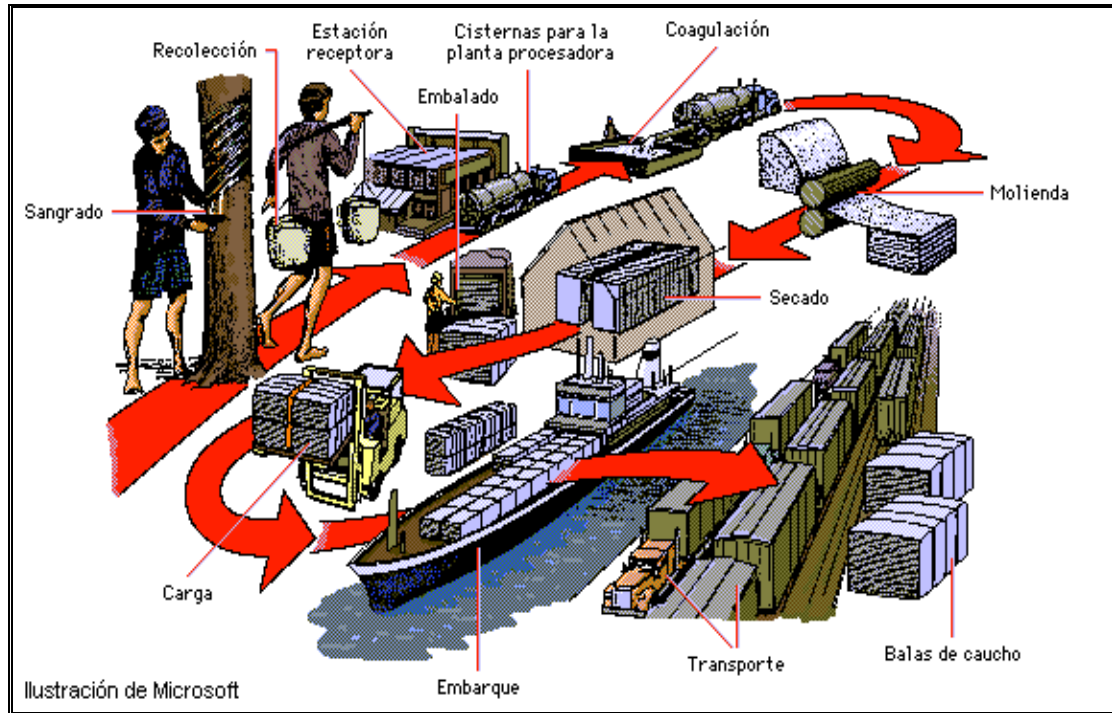 Recolección
Estación
receptora
Cisternas para la
planta procesadora
Coagulación
Embalado
Molienda
Sangrado
Secado
Carga
Embarque
Transporte
Balas de caucho
Ilustración de Microsoft